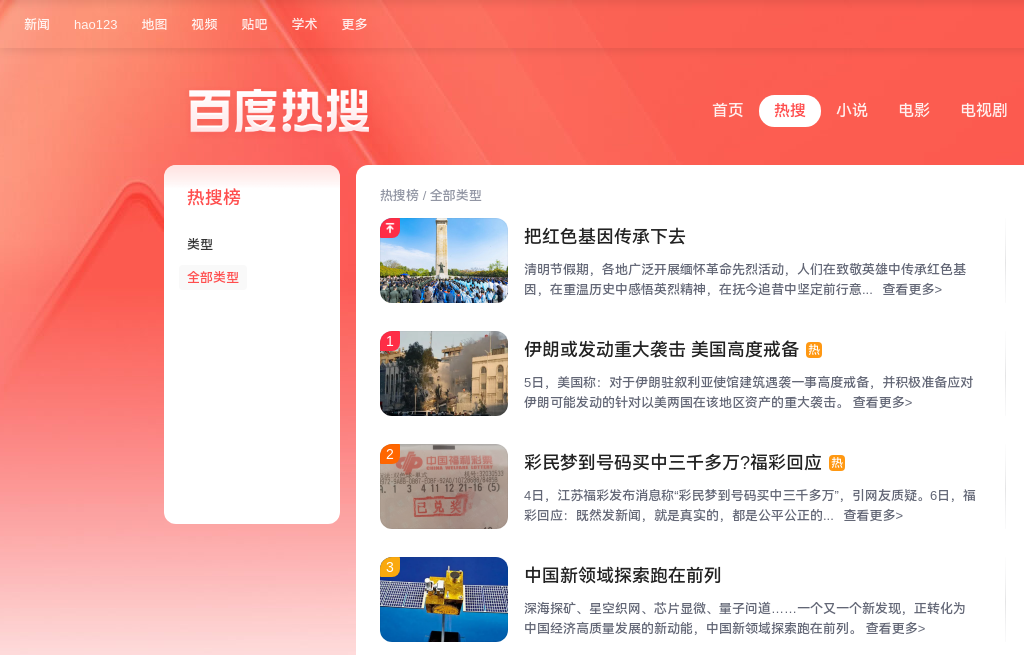 新闻 hao123 地图 视频 贴吧 学术 更多
百度热搜
首页 热搜 小说 电影 电视剧
热搜榜
类型
全部类型
热搜榜 / 全部类型
把红色基因传承下去
清明节假期，各地广泛开展缅怀革命先烈活动，人们在致敬英雄中传承红色基
因，在重温历史中感悟英烈精神，在抚今追昔中坚定前行意... 查看更多>
1
伊朗或发动重大袭击 美国高度戒备 热
5日，美国称：对于伊朗驻叙利亚使馆建筑遇袭一事高度戒备，并积极准备应对
伊朗可能发动的针对以美两国在该地区资产的重大袭击。 查看更多>
2
中国福利彩票
已兑奖
彩民梦到号码买中三千多万?福彩回应 热
4日，江苏福彩发布消息称“彩民梦到号码买中三千多万”，引网友质疑。6日，福
彩回应：既然发新闻，就是真实的，都是公平公正的... 查看更多>
3
中国新领域探索跑在前列
深海探矿、星空织网、芯片显微、量子问道……一个又一个新发现，正转化为
中国经济高质量发展的新动能，中国新领域探索跑在前列。 查看更多>